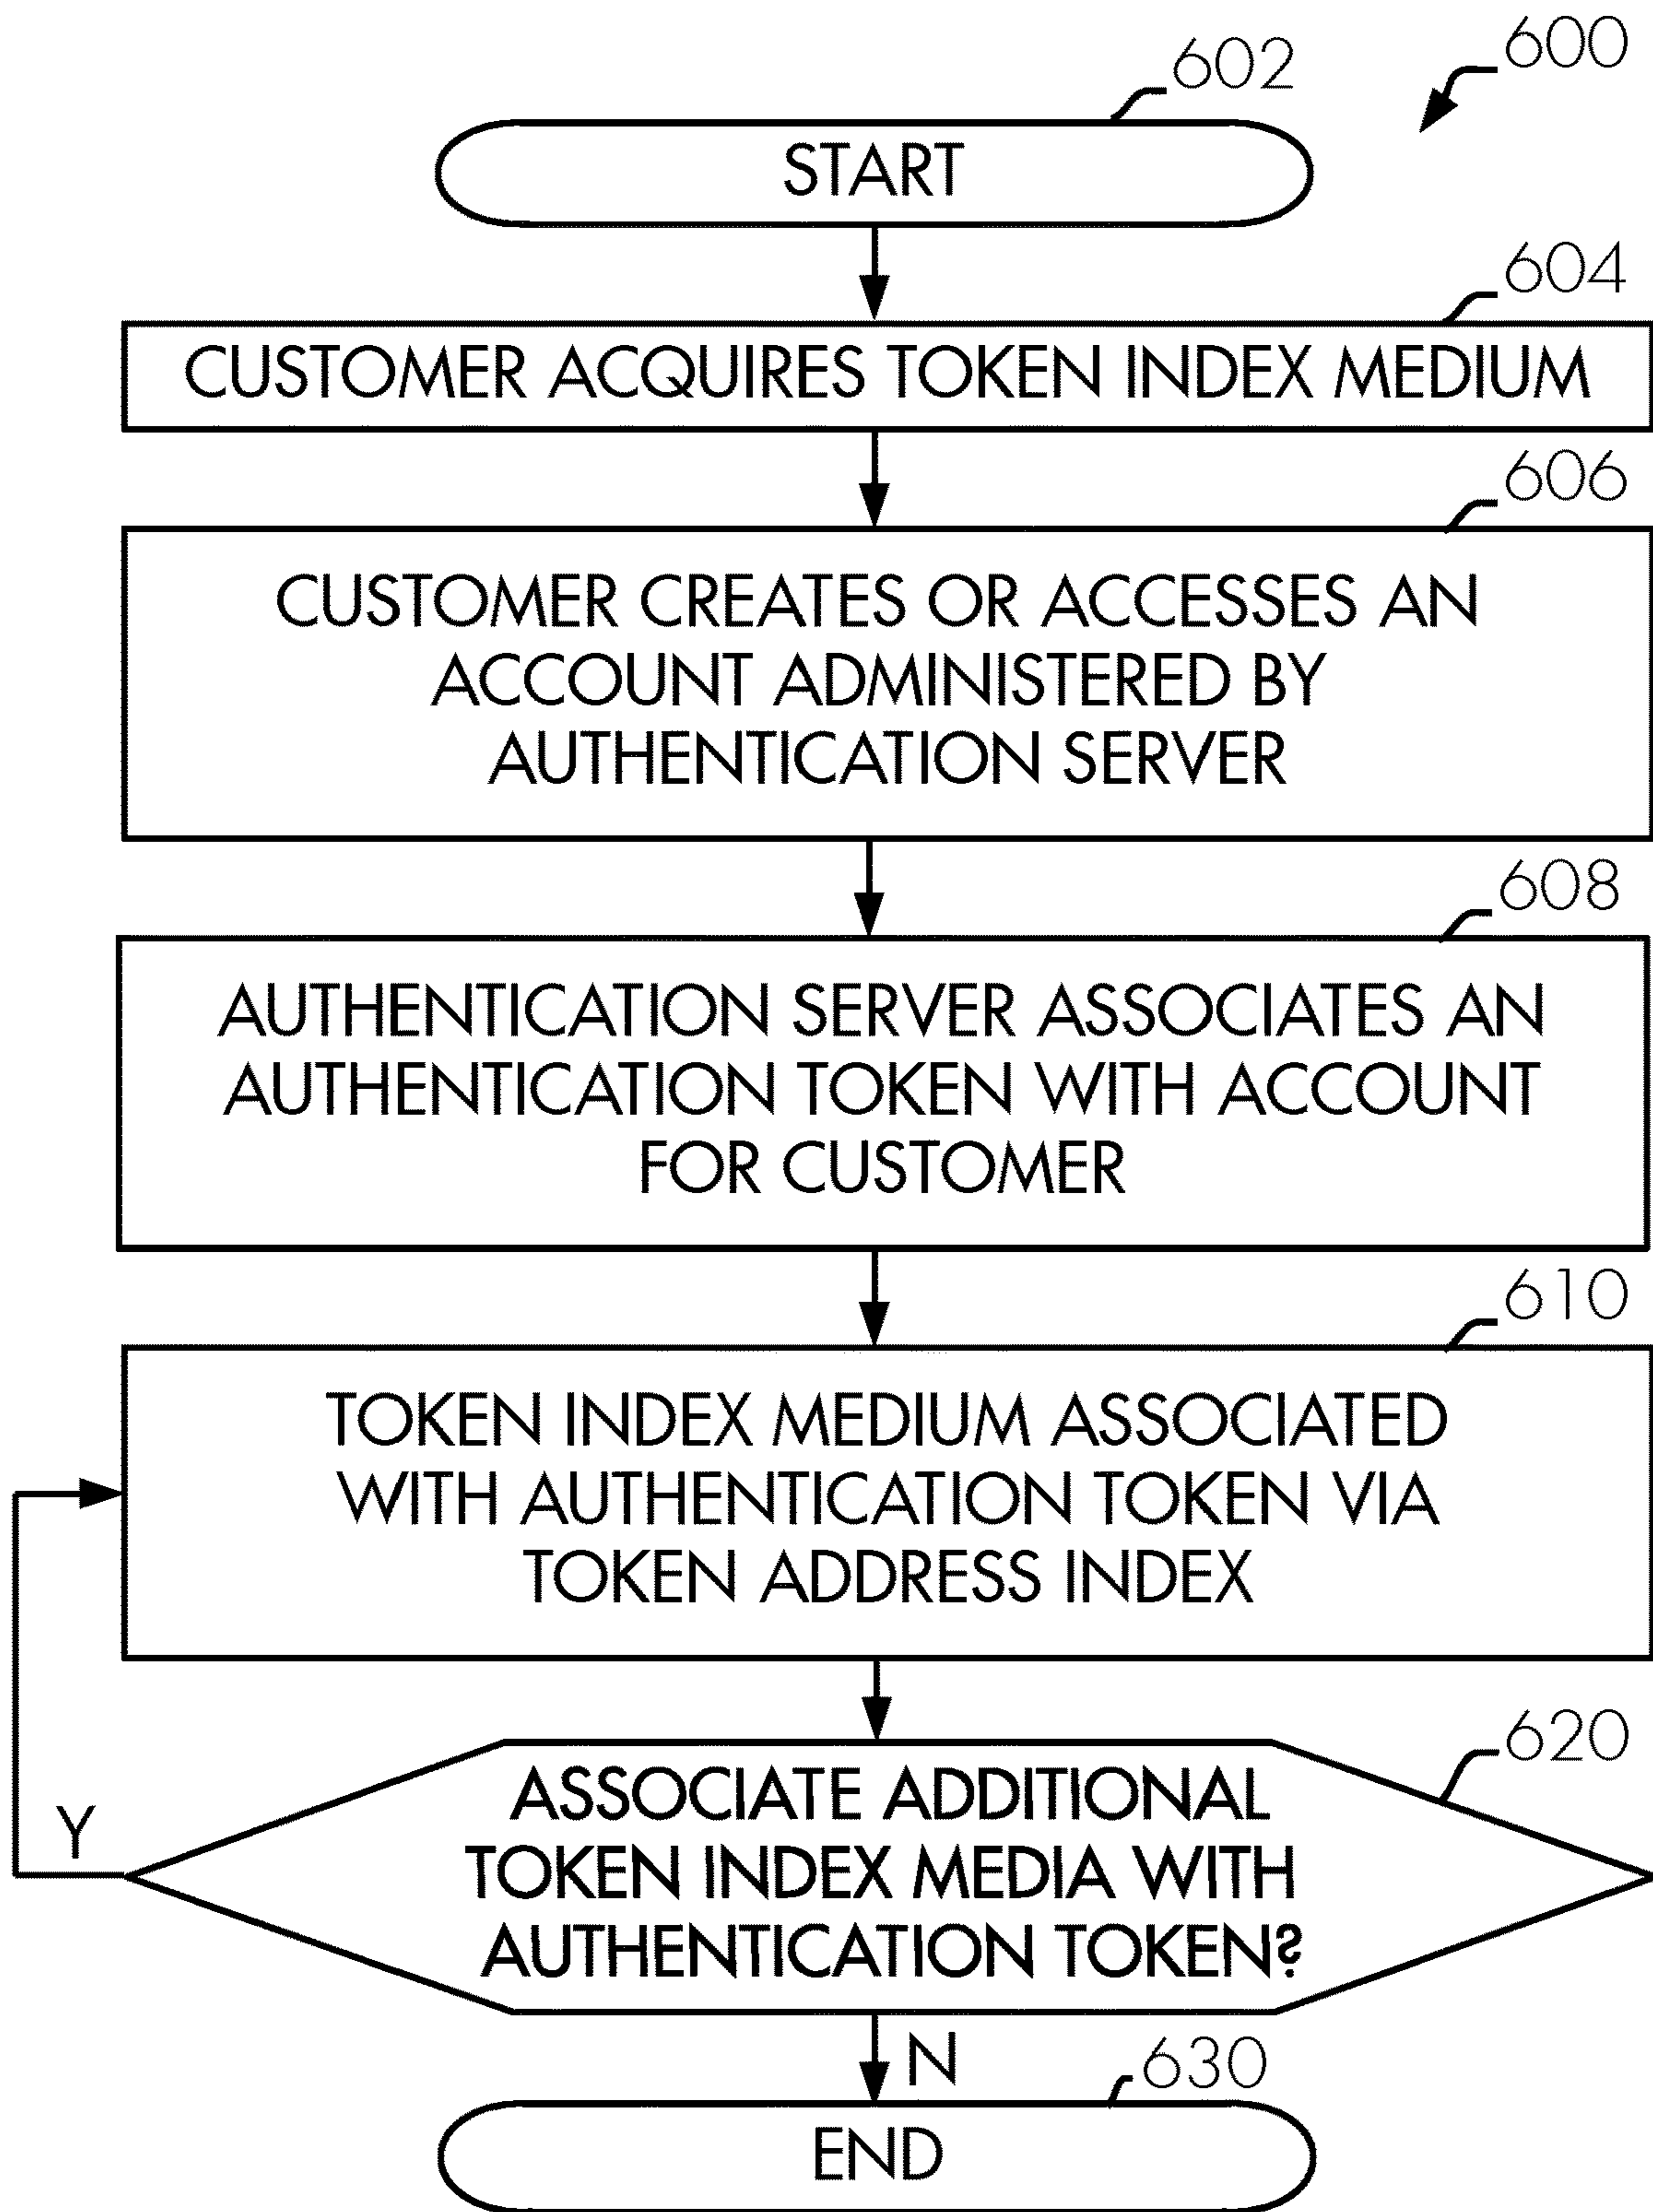 600
602
START
604
CUSTOMER ACQUIRES TOKEN INDEX MEDIUM
606
CUSTOMER CREATES OR ACCESSES AN
ACCOUNT ADMINISTERED BY
AUTHENTICATION SERVER
608
AUTHENTICATION SERVER ASSOCIATES AN
AUTHENTICATION TOKEN WITH ACCOUNT
FOR CUSTOMER
610
TOKEN INDEX MEDIUM ASSOCIATED
WITH AUTHENTICATION TOKEN VIA
TOKEN ADDRESS INDEX
620
ASSOCIATE ADDITIONAL
TOKEN INDEX MEDIA WITH
AUTHENTICATION TOKEN?
Y
N
630
END